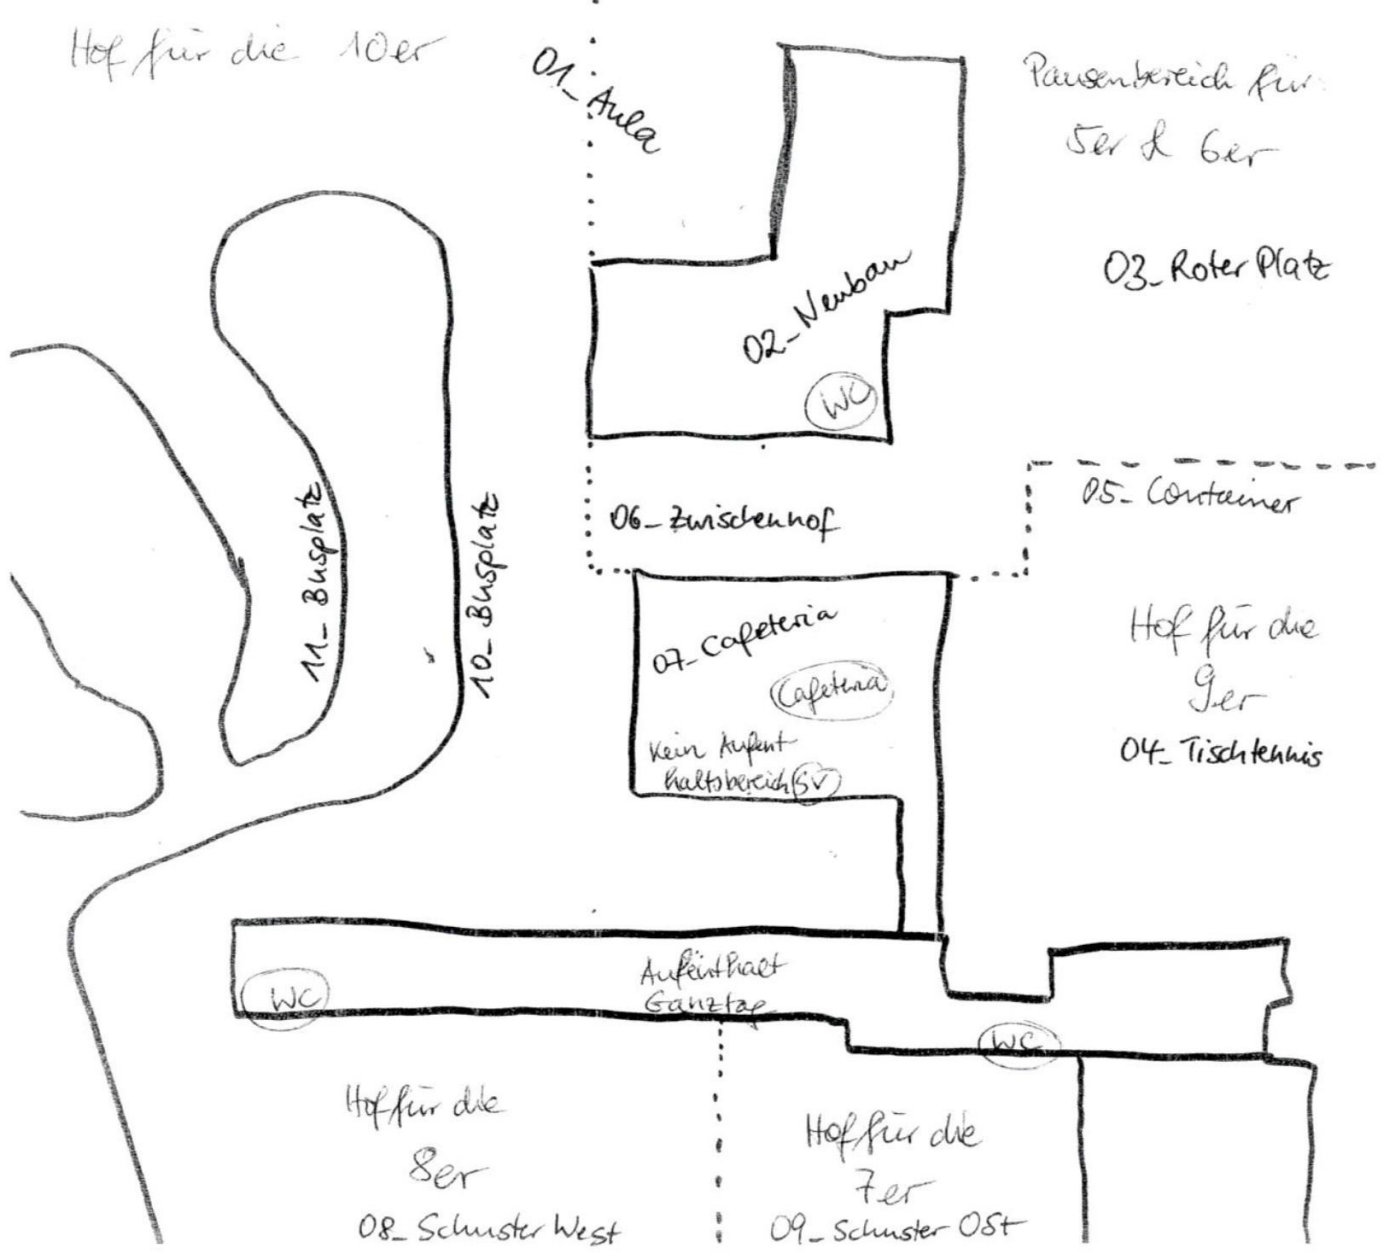 Hof für die 10er
01_Aula
Pausenbereich für
5er & 6er
03_Roter Platz
02_Neubau
WC
05_Container
06_Zwischenhof
11_Busplatz
10_Busplatz
07_Cafeteria
Cafeteria
Kein Aufent
haltsbereich (SV)
Hof für die
9er
04_Tischtennis
Aufenthalt
Ganztag
WC
WC
Hof für die
8er
08_Schuster West
Hof für die
7er
09_Schuster Ost